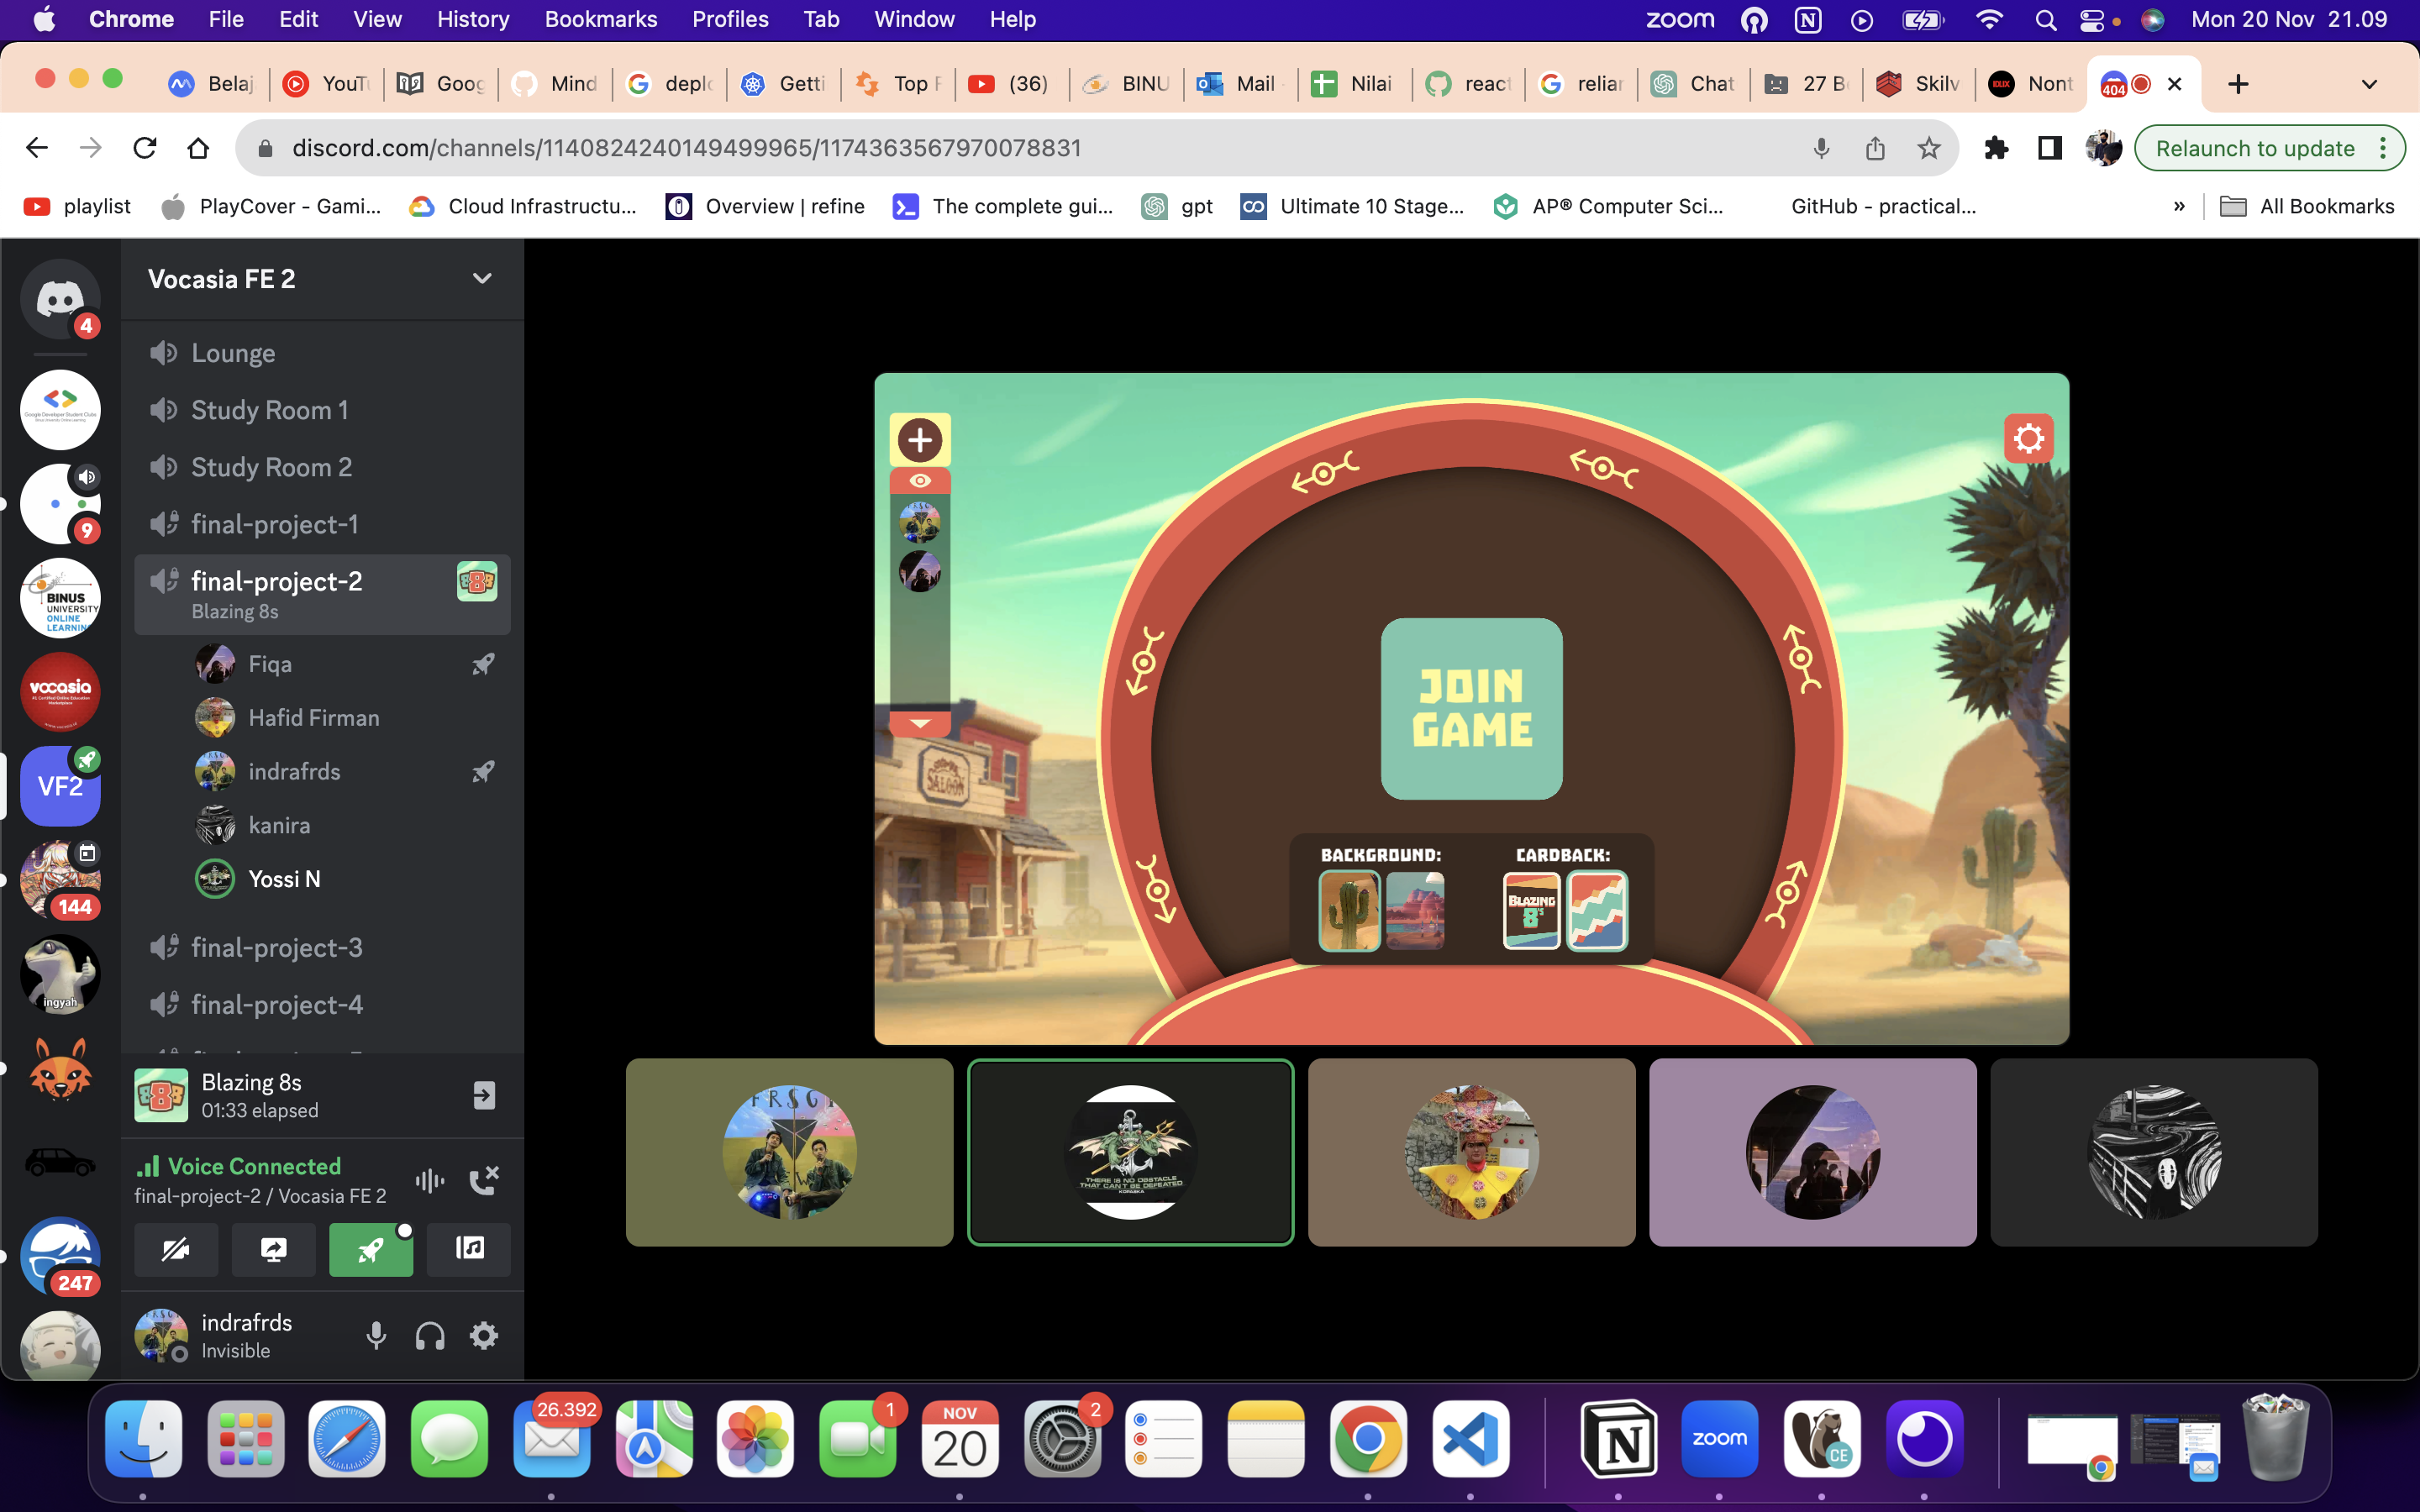 Chrome File Edit View History Bookmarks Profiles Tab Window Help zoom Mon 20 Nov 21.09
Belaj YouTu Goog Mind deplo Getti Top F (36) BINU Mail Nilai react reliar Chat 27 B Skilv Nont 404
discord.com/channels/1140824240149499965/1174363567970078831 Relaunch to update
playlist PlayCover - Gami... Cloud Infrastructu... Overview | refine The complete gui... gpt Ultimate 10 Stage... AP® Computer Sci... GitHub - practical... » All Bookmarks
4
9
BINUS
UNIVERSITY
ONLINE
LEARNING
vocasia
VF2
144
ingyah
247
Vocasia FE 2
Lounge
Study Room 1
Study Room 2
final-project-1
final-project-2
Blazing 8s
Fiqa
Hafid Firman
indrafrds
kanira
Yossi N
final-project-3
final-project-4
Blazing 8s
01:33 elapsed
Voice Connected
final-project-2 / Vocasia FE 2
indrafrds
Invisible
SALOON
JOIN
GAME
BACKGROUND: CARDBACK:
BLAZING
8's
THERE IS NO OBSTACLE
THAT CAN'T BE DEFEATED
26.392
1
NOV
20
2
zoom
CE